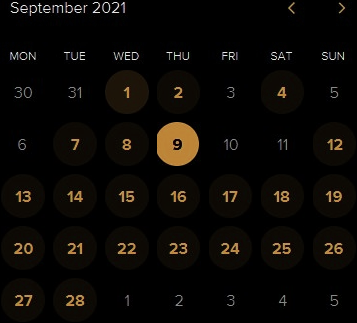 September 2021
MON TUE WED THU FRI SAT SUN
30 31 1 2 3 4 5
6 7 8 9 10 11 12
13 14 15 16 17 18 19
20 21 22 23 24 25 26
27 28 1 2 3 4 5